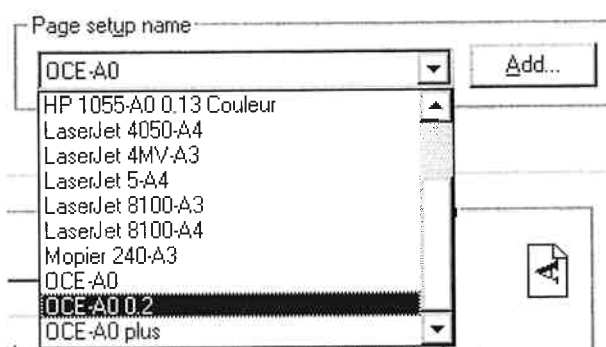 Page setup name
OCE-A0
Add...
HP 1055-A0 0.13 Couleur
LaserJet 4050-A4
LaserJet 4MV-A3
LaserJet 5-A4
LaserJet 8100-A3
LaserJet 8100-A4
Mopier 240-A3
OCE-A0
OCE-A0 0.2
OCE-A0 plus
A